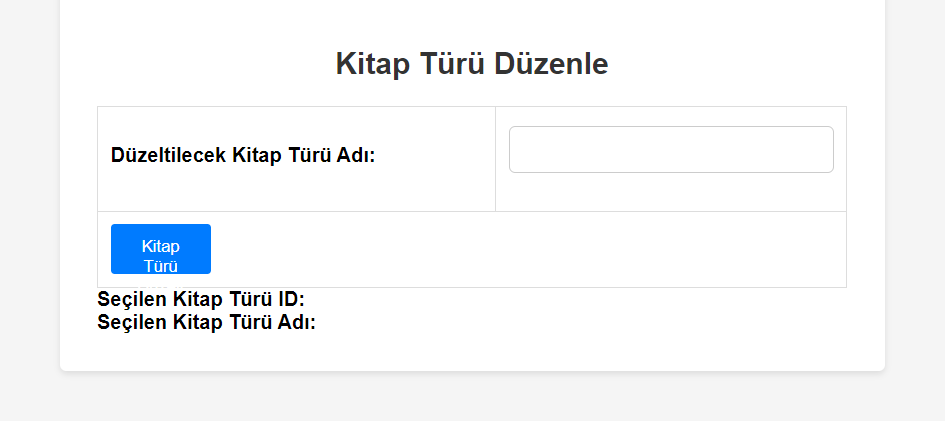 Kitap Türü Düzenle
Düzeltilecek Kitap Türü Adı:
Kitap
Türü
Seçilen Kitap Türü ID:
Seçilen Kitap Türü Adı: